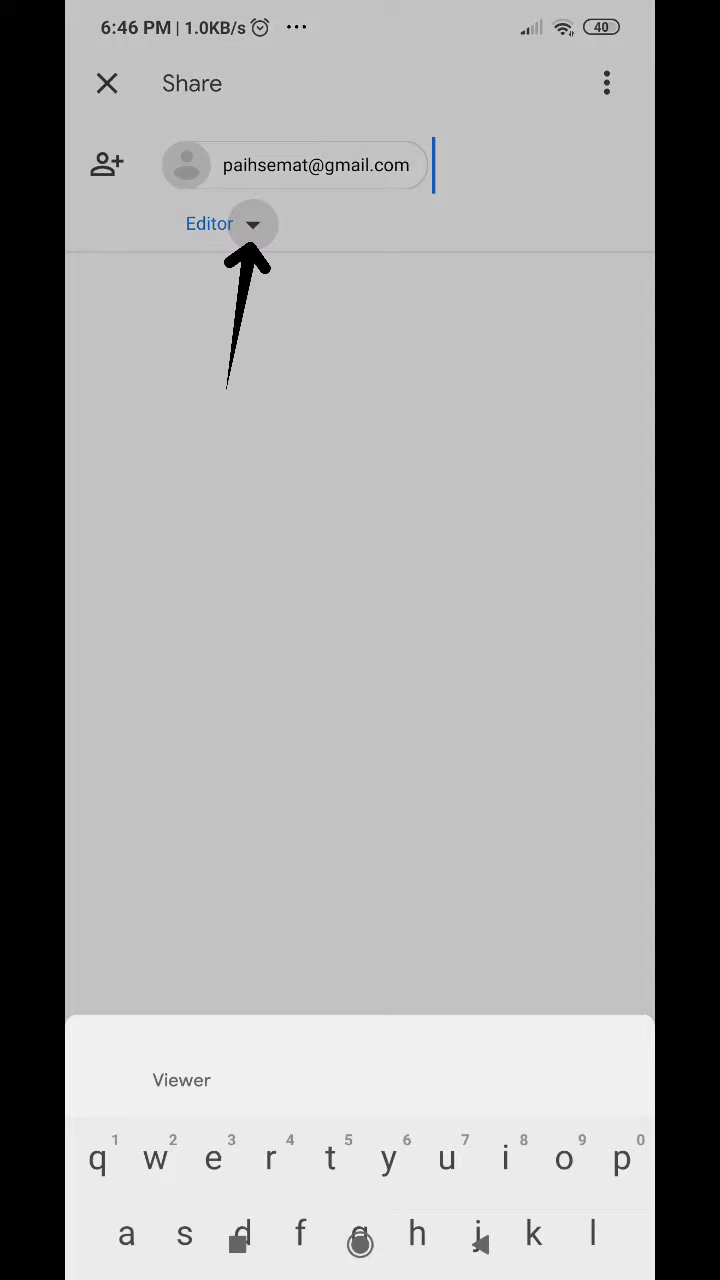 6:46 PM | 1.0KB/s ... 40
Share
paihsemat@gmail.com
Editor
Viewer
1 2 3 4 5 6 7 8 9 0
q w e r t y u i o p
a s d f g h j k l